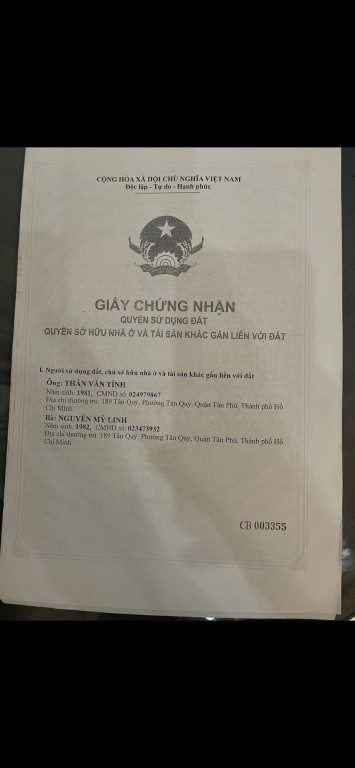 CỘNG HÒA XÃ HỘI CHỦ NGHĨA VIỆT NAM
Độc lập - Tự do - Hạnh phúc
GIẤY CHỨNG NHẬN
QUYỀN SỬ DỤNG ĐẤT
QUYỀN SỞ HỮU NHÀ Ở VÀ TÀI SẢN KHÁC GẮN LIỀN VỚI ĐẤT
I. Người sử dụng đất, chủ sở hữu nhà ở và tài sản khác gắn liền với đất
Ông: THÂN VĂN TÍNH
Năm sinh: 1981, CMND số: 024979867
Địa chỉ thường trú: 189 Tân Quý, Phường Tân Quý, Quận Tân Phú, Thành phố Hồ
Chí Minh.
Bà: NGUYỄN MỸ LINH
Năm sinh: 1982, CMND số: 023473932
Địa chỉ thường trú: 189 Tân Quý, Phường Tân Quý, Quận Tân Phú, Thành phố Hồ
Chí Minh.
CB 003355